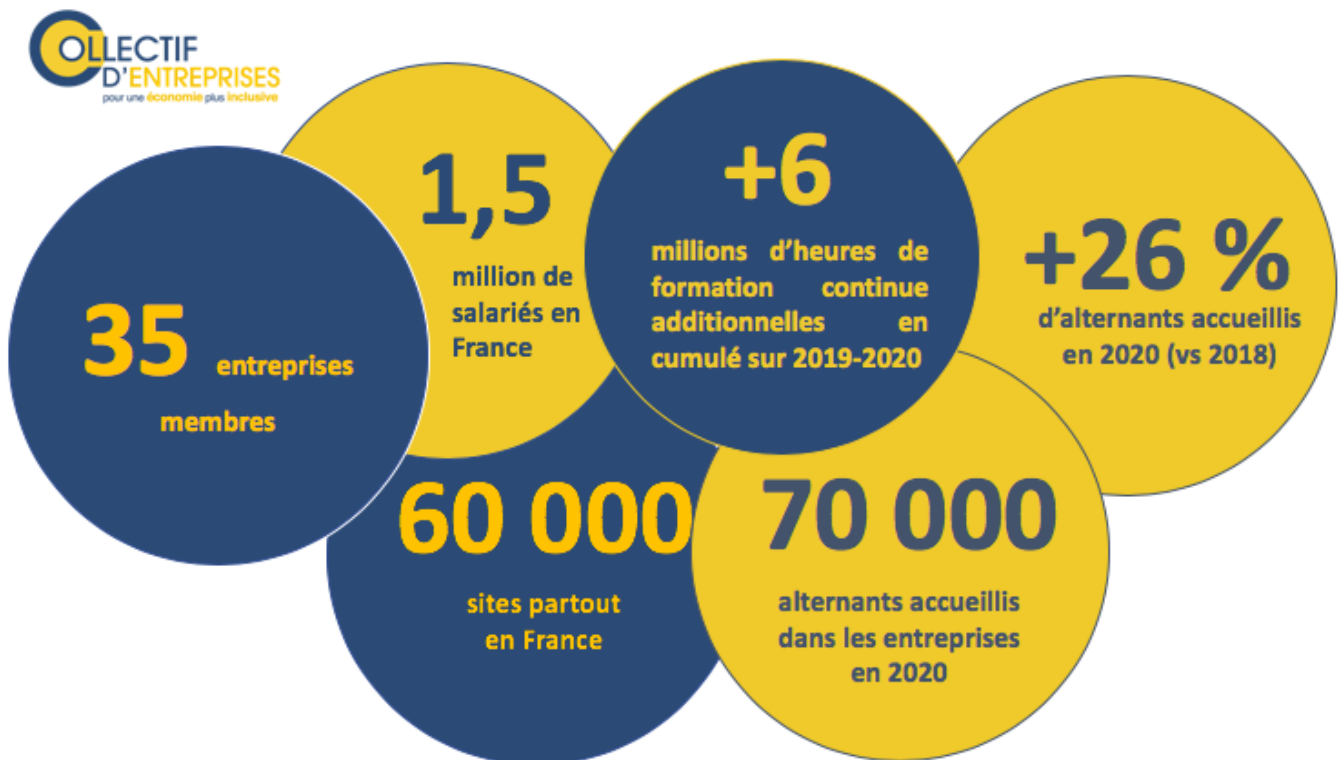 COLLECTIF
D'ENTREPRISES
pour une économie plus inclusive
35 entreprises
membres
1,5
million de
salariés en
France
+6
millions d'heures de
formation continue
additionnelles en
cumulé sur 2019-2020
+26 %
d'alternants accueillis
en 2020 (vs 2018)
60 000
sites partout
en France
70 000
alternants accueillis
dans les entreprises
en 2020